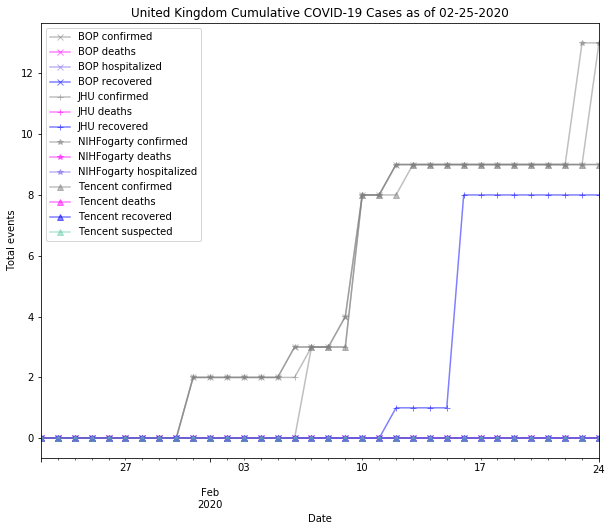 United Kingdom Cumulative COVID-19 Cases as of 02-25-2020
BOP confirmed
BOP deaths
BOP hospitalized
BOP recovered
JHU confirmed
JHU deaths
JHU recovered
NIHFogarty confirmed
NIHFogarty deaths
NIHFogarty hospitalized
Tencent confirmed
Tencent deaths
Tencent recovered
Tencent suspected
12
10
8
6
4
2
0
Total events
27
03
10
17
24
Feb
2020
Date